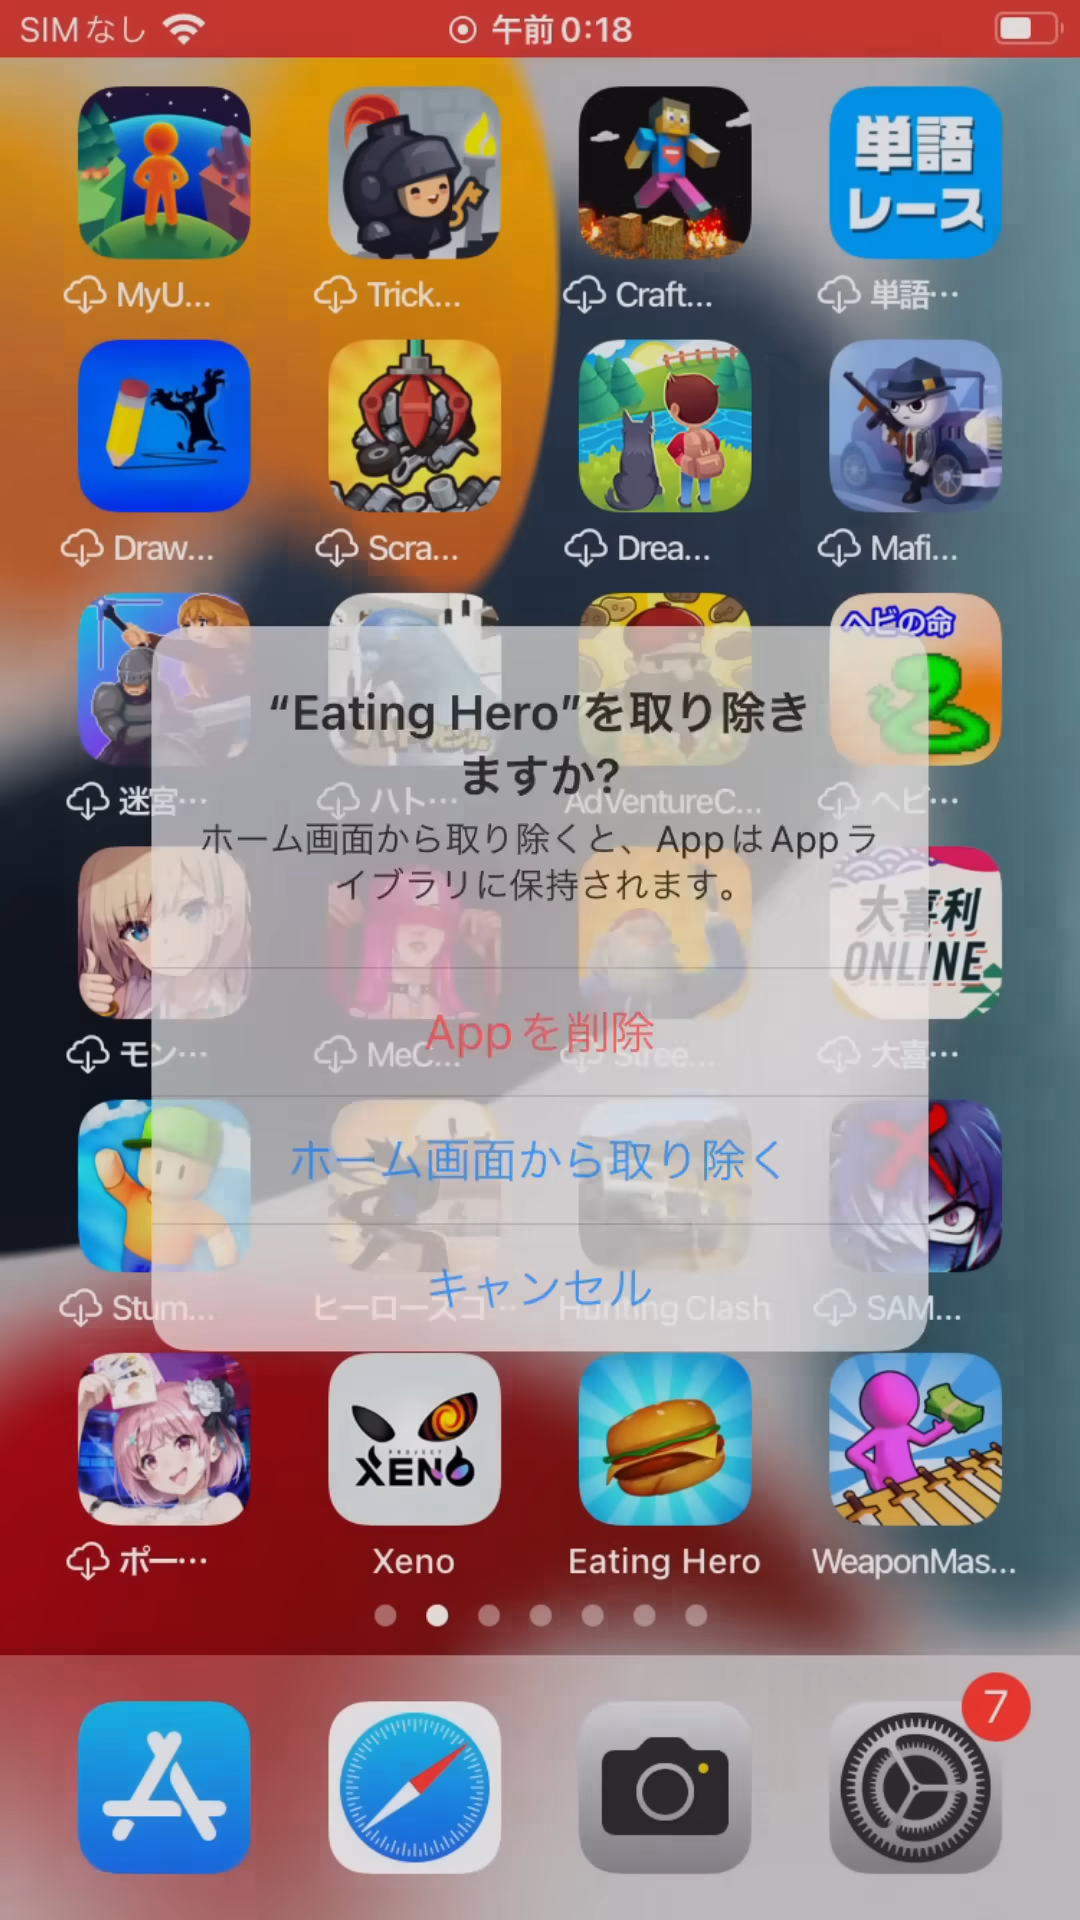 SIMなし 午前0:18
単語
レース
MyU... Trick... Craft... 単語…
Draw... Scra... Drea... Mafi...
ヘビの命
“Eating Hero”を取り除き
ますか?
迷宮… ハト… AdVentureC... ヘビ…
ホーム画面から取り除くと、AppはAppラ
イブラリに保持されます。
大喜利
ONLINE
Appを削除
モン… MeC... Stree... 大喜…
ホーム画面から取り除く
キャンセル
Stum... ヒーロースコ… Hunting Clash SAM...
PROJECT
XENO
ポー… Xeno Eating Hero WeaponMas...
7